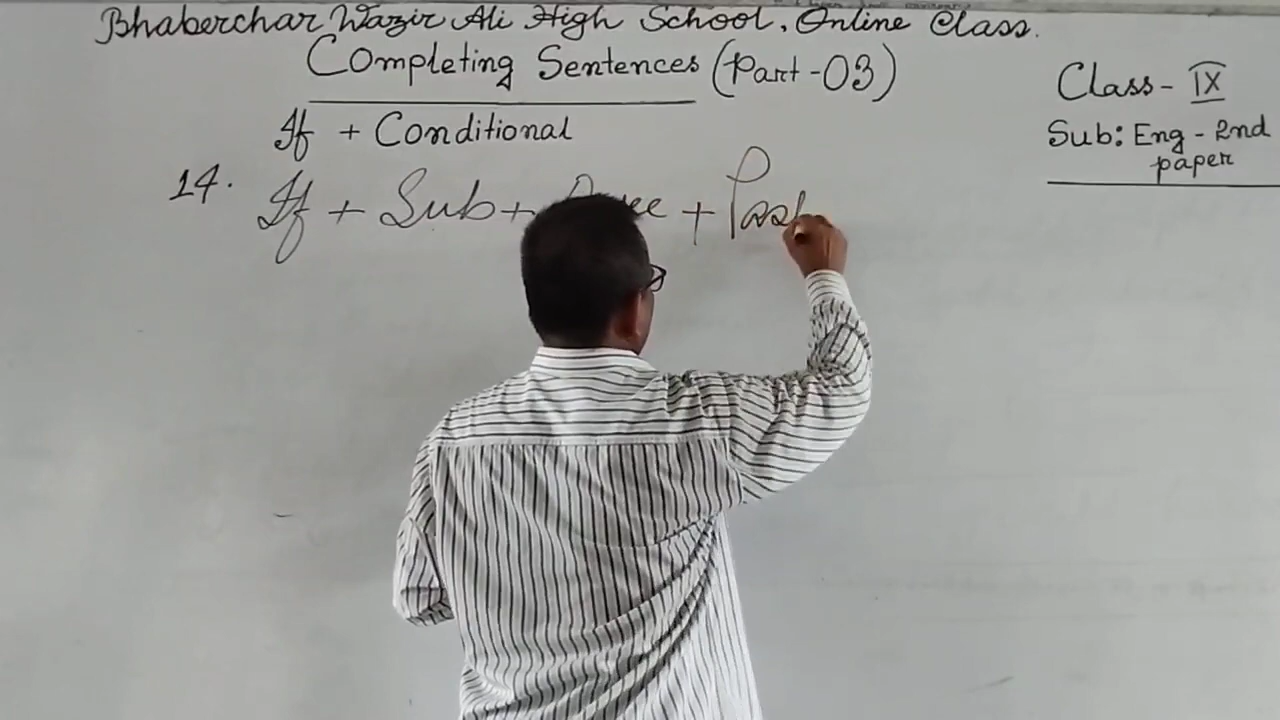 Bhaberchar Wazir Ali High School, Online Class.
Completing Sentences (Part-03)
Class- IX
Sub: Eng - 2nd
paper
If + Conditional
14. If + Sub + + Past